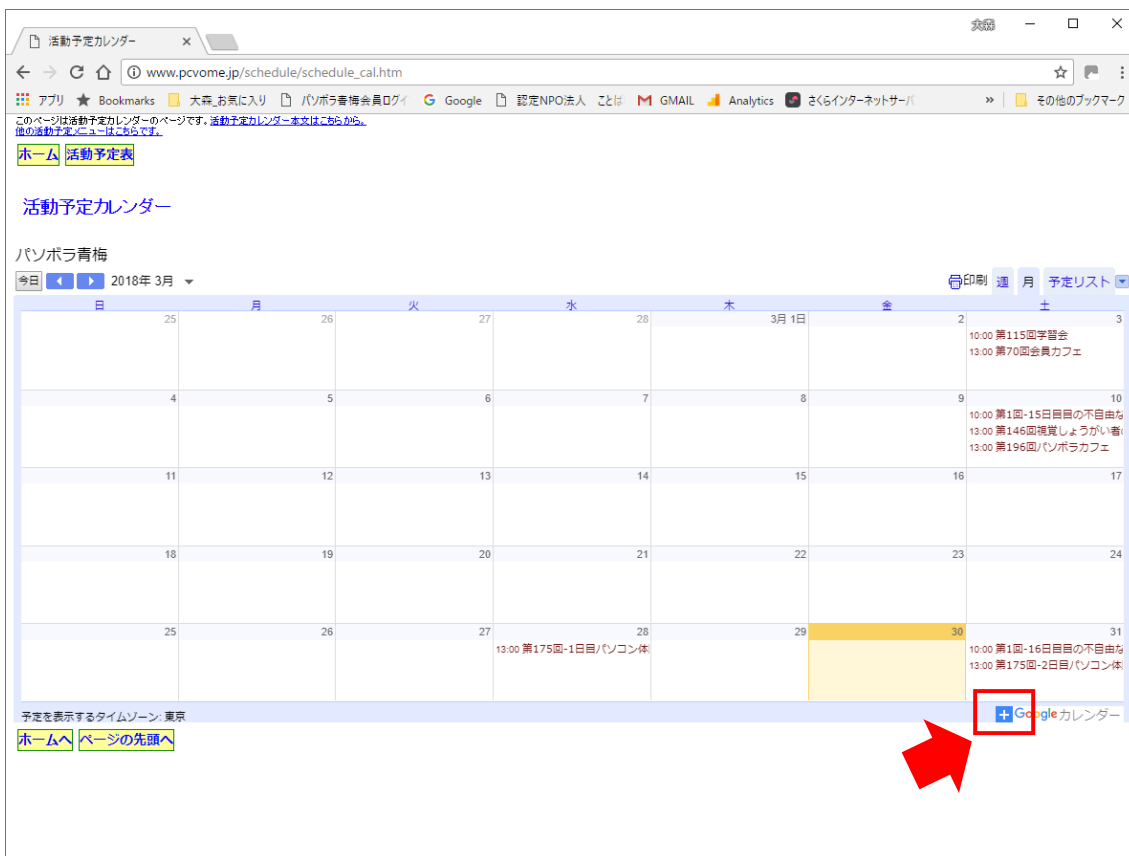 大森
活動予定カレンダー
www.pcvome.jp/schedule/schedule_cal.htm
アプリ Bookmarks 大森_お気に入り パソボラ青梅会員ログイ Google 認定NPO法人 ことば GMAIL Analytics さくらインターネットサーバ » その他のブックマーク
このページは活動予定カレンダーのページです。活動予定カレンダー本文はこちらから。
他の活動予定メニューはこちらです。
ホーム 活動予定表
活動予定カレンダー
パソボラ青梅
今日 2018年 3月 印刷 週 月 予定リスト
日 月 火 水 木 金 土
25 26 27 28 3月 1日 2 3
10:00 第115回学習会
13:00 第70回会員カフェ
4 5 6 7 8 9 10
10:00 第1回-15日目目の不自由な
13:00 第146回視覚しょうがい者の
13:00 第196回パソボラカフェ
11 12 13 14 15 16 17
18 19 20 21 22 23 24
25 26 27 28 29 30 31
13:00 第175回-1日目パソコン体 10:00 第1回-16日目目の不自由な
13:00 第175回-2日目パソコン体
予定を表示するタイムゾーン: 東京 Google カレンダー
ホームへ ページの先頭へ